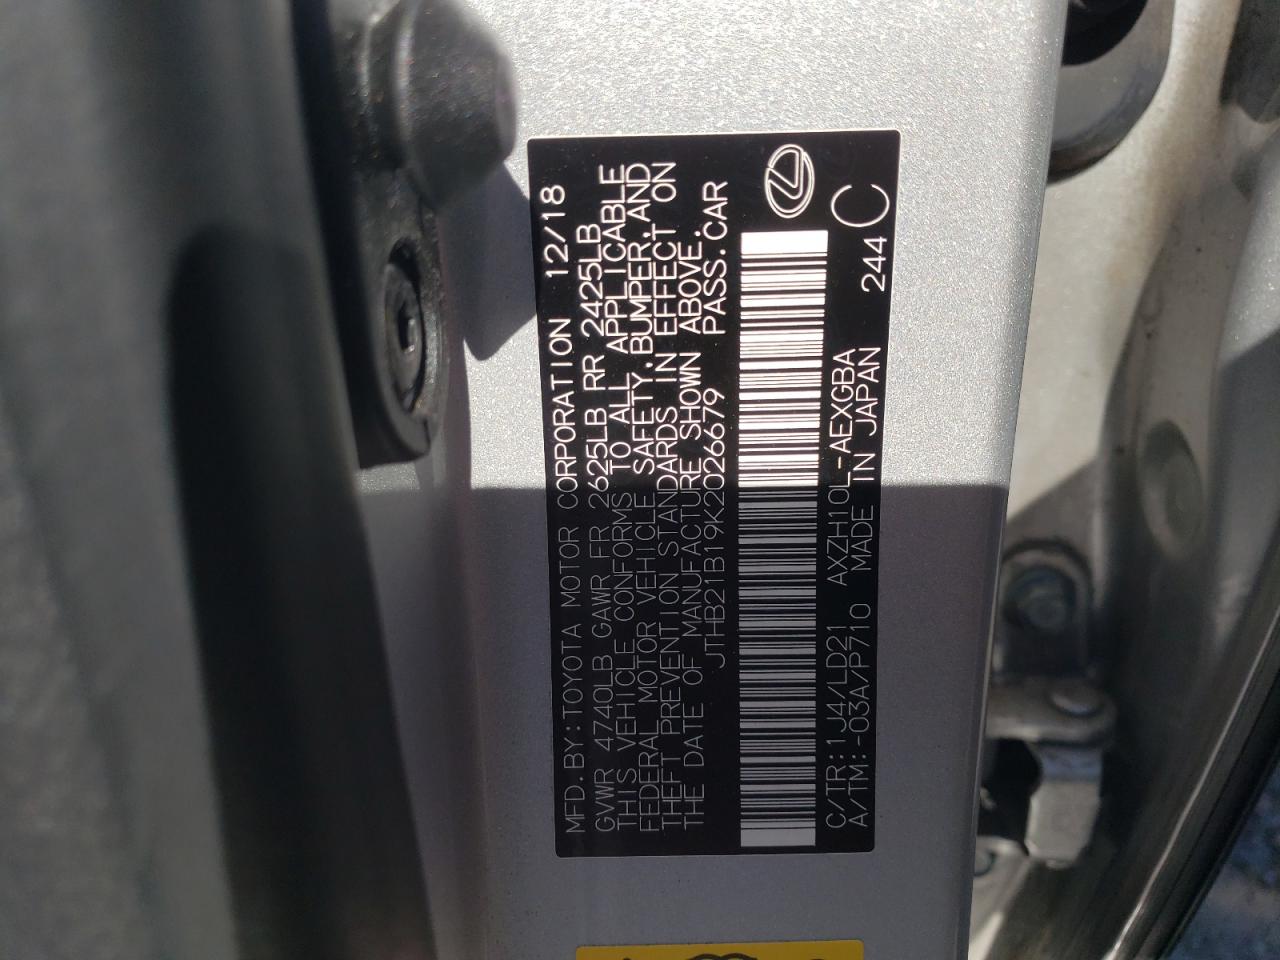 MFD.BY:TOYOTA MOTOR CORPORATION 12/18
GVWR 4740LB GAWR FR 2625LB RR 2425LB
THIS VEHICLE CONFORMS TO ALL APPLICABLE
FEDERAL MOTOR VEHICLE SAFETY,BUMPER,AND
THEFT PREVENTION STANDARDS IN EFFECT ON
THE DATE OF MANUFACTURE SHOWN ABOVE.
JTHB21B19K2026679 PASS.CAR
C/TR:1J4/LD21 AXZH10L-AEXGBA
A/TM:-03A/P710 MADE IN JAPAN 244 C